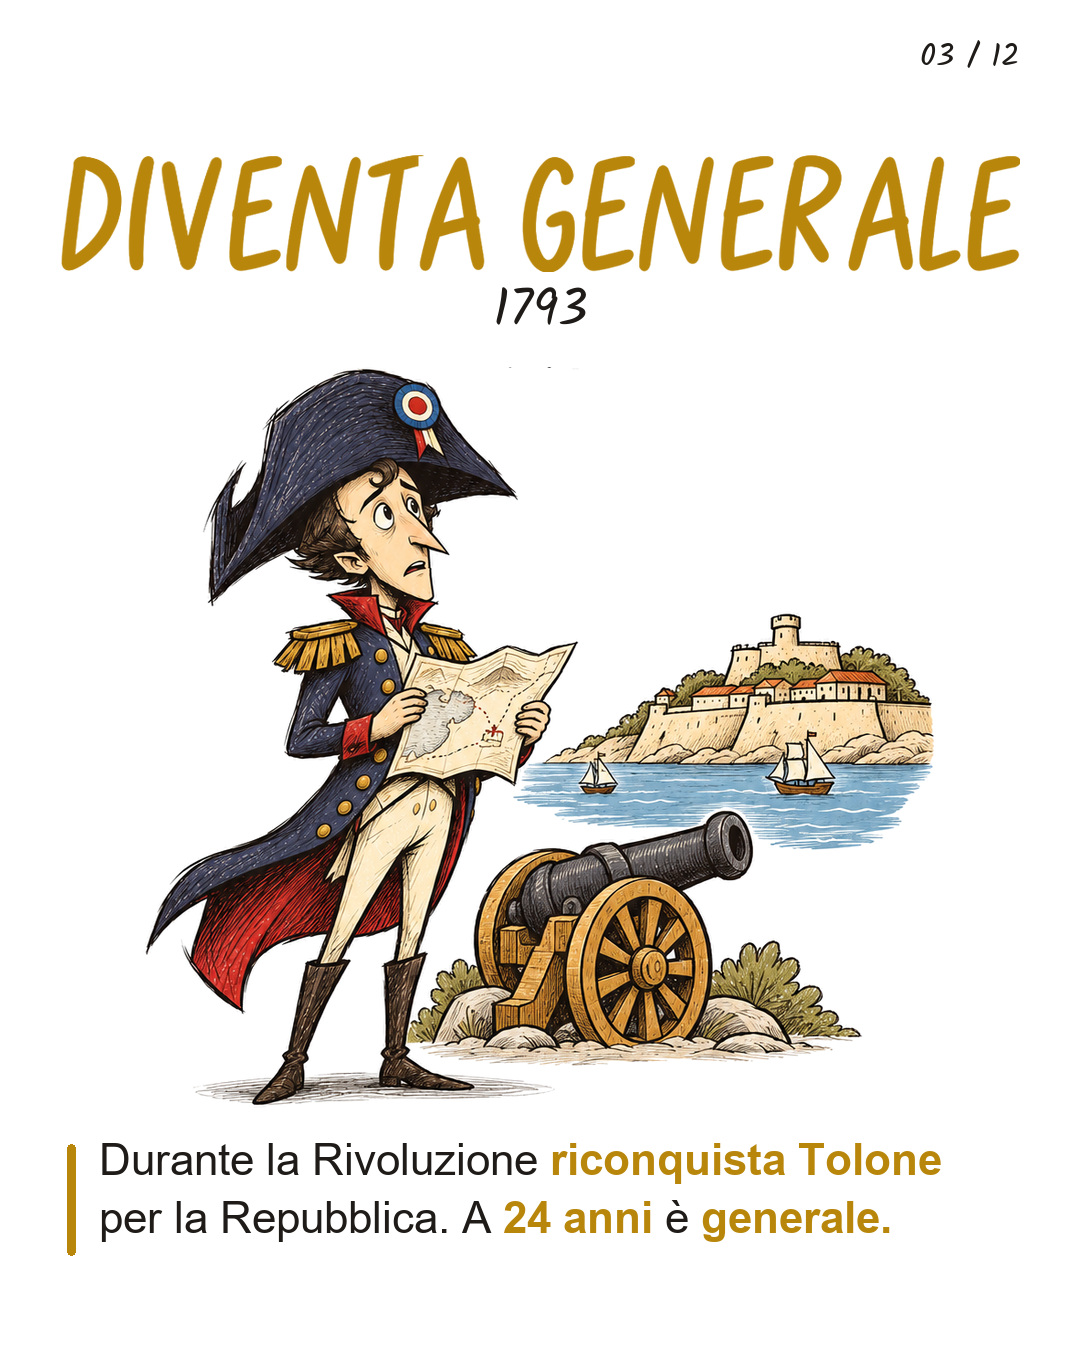 03 / 12
DIVENTA GENERALE
1793
Durante la Rivoluzione riconquista Tolone
per la Repubblica. A 24 anni è generale.